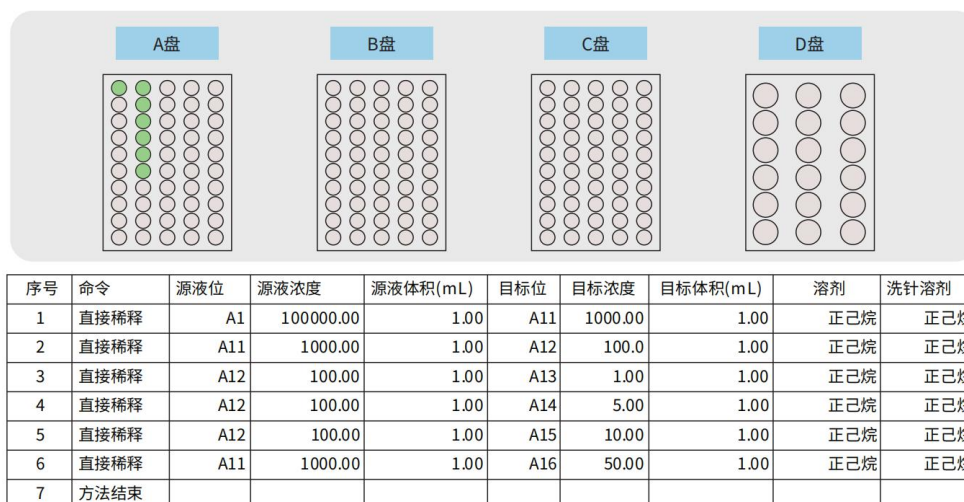 A盘 B盘 C盘 D盘
序号 命令 源液位 源液浓度 源液体积(mL) 目标位 目标浓度 目标体积(mL) 溶剂 洗针溶剂
1 直接稀释 A1 100000.00 1.00 A11 1000.00 1.00 正己烷 正己烷
2 直接稀释 A11 1000.00 1.00 A12 100.0 1.00 正己烷 正己烷
3 直接稀释 A12 100.00 1.00 A13 1.00 1.00 正己烷 正己烷
4 直接稀释 A12 100.00 1.00 A14 5.00 1.00 正己烷 正己烷
5 直接稀释 A12 100.00 1.00 A15 10.00 1.00 正己烷 正己烷
6 直接稀释 A11 1000.00 1.00 A16 50.00 1.00 正己烷 正己烷
7 方法结束